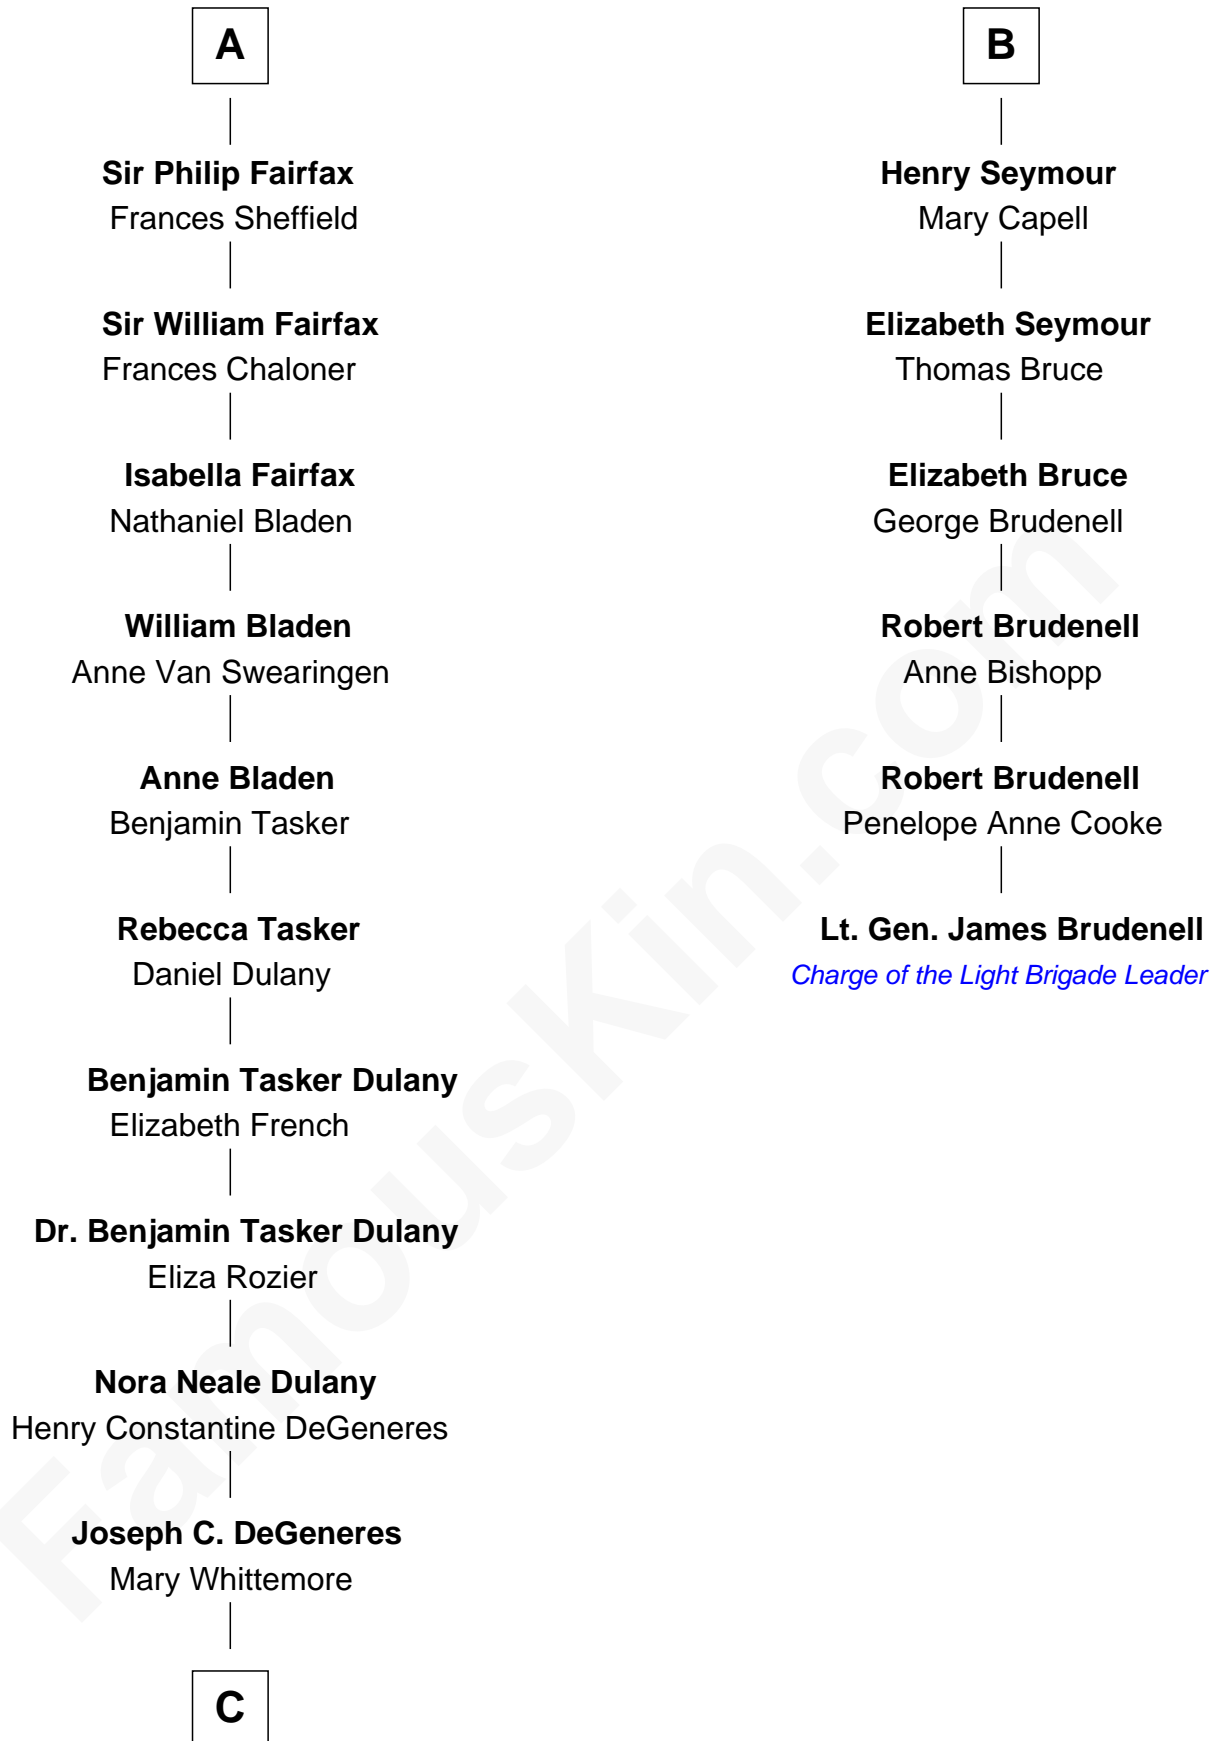 A
Sir Philip Fairfax
Frances Sheffield
Sir William Fairfax
Frances Chaloner
Isabella Fairfax
Nathaniel Bladen
William Bladen
Anne Van Swearingen
Anne Bladen
Benjamin Tasker
Rebecca Tasker
Daniel Dulany
Benjamin Tasker Dulany
Elizabeth French
Dr. Benjamin Tasker Dulany
Eliza Rozier
Nora Neale Dulany
Henry Constantine DeGeneres
Joseph C. DeGeneres
Mary Whittemore
C
B
Henry Seymour
Mary Capell
Elizabeth Seymour
Thomas Bruce
Elizabeth Bruce
George Brudenell
Robert Brudenell
Anne Bishopp
Robert Brudenell
Penelope Anne Cooke
Lt. Gen. James Brudenell
Charge of the Light Brigade Leader
FamousKin.com